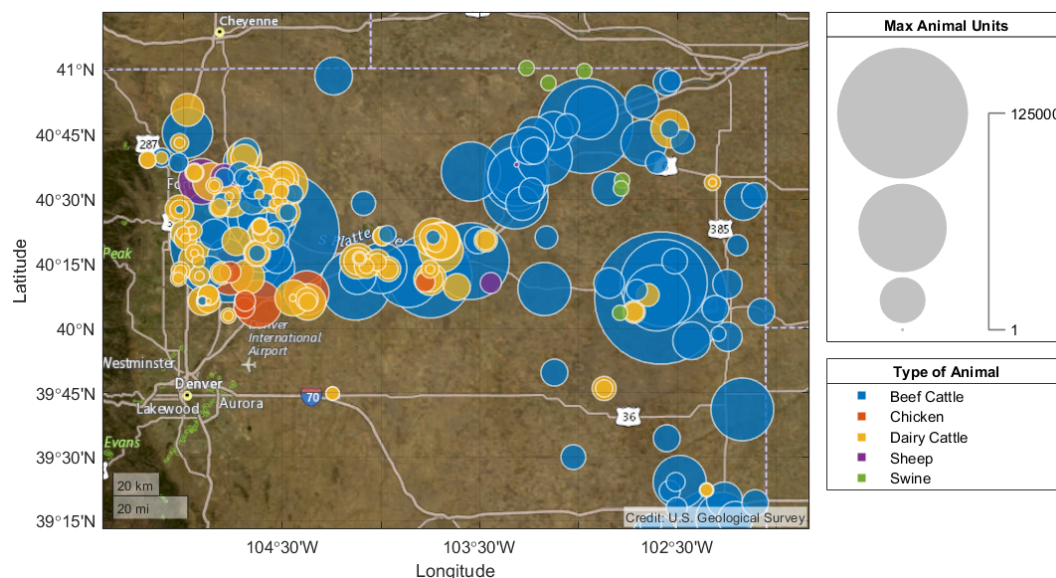 Cheyenne
41°N
40°45'N
287
40°30'N
385
S Platte
40°15'N
Peak
Latitude
40°N
Denver
International
Airport
Westminster
Denver
39°45'N
Lakewood
Aurora
70
36
Evans
39°30'N
20 km
20 mi
39°15'N
Credit: U.S. Geological Survey
104°30'W
103°30'W
102°30'W
Longitude
Max Animal Units
125000
1
Type of Animal
Beef Cattle
Chicken
Dairy Cattle
Sheep
Swine